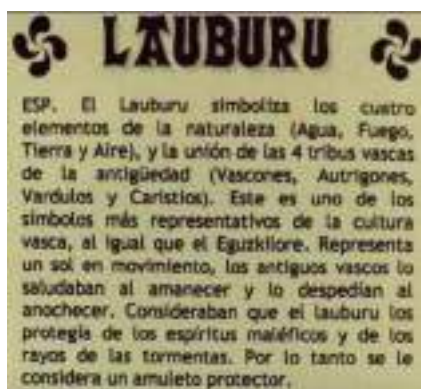 LAUBURU
ESP. El Lauburu simboliza los cuatro
elementos de la naturaleza (Agua, Fuego,
Tierra y Aire), y la unión de las 4 tribus vascas
de la antigüedad (Vascones, Autrigones,
Vardulos y Caristios). Este es uno de los
símbolos más representativos de la cultura
vasca, al igual que el Eguzkilore. Representa
un sol en movimiento, los antiguos vascos lo
saludaban al amanecer y lo despedían al
anochecer. Consideraban que el lauburu los
protegía de los espíritus maléficos y de los
rayos de las tormentas. Por lo tanto se le
considera un amuleto protector.